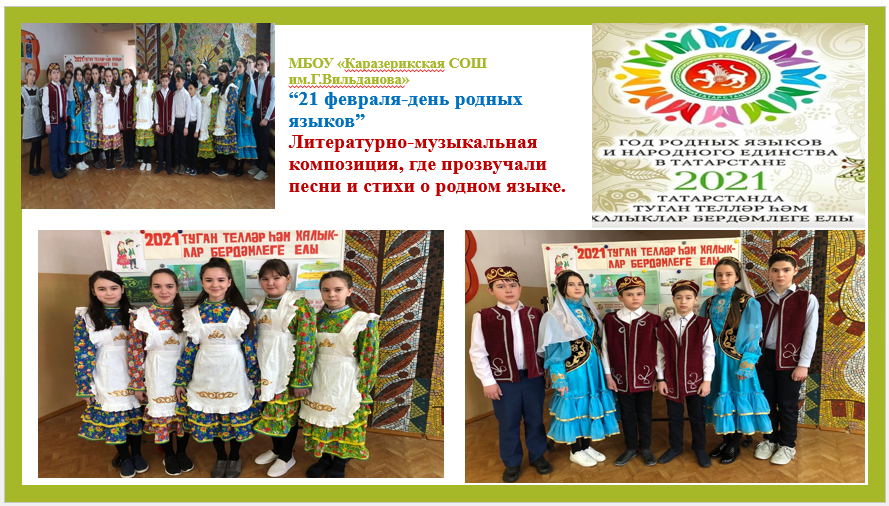 2021 ТУГАН ТЕЛЛӘР
МБОУ «Каразерикская СОШ
им.Г.Вильданова»
“21 февраля-день родных
языков”
Литературно-музыкальная
композиция, где прозвучали
песни и стихи о родном языке.
ТАТАРСТАН
ГОД РОДНЫХ ЯЗЫКОВ
И НАРОДНОГО ЕДИНСТВА
В ТАТАРСТАНЕ
2021
ТАТАРСТАНДА
ТУГАН ТЕЛЛӘР ҺӘМ
ХАЛЫКЛАР БЕРДӘМЛЕГЕ ЕЛЫ
2021 ТУГАН ТЕЛЛӘР ҺӘМ ХАЛЫК-
ЛАР БЕРДӘМЛЕГЕ ЕЛЫ
2021 ТУГАН ТЕЛЛӘР ҺӘМ ХАЛЫК-
ЛАР БЕРДӘМЛЕГЕ ЕЛЫ